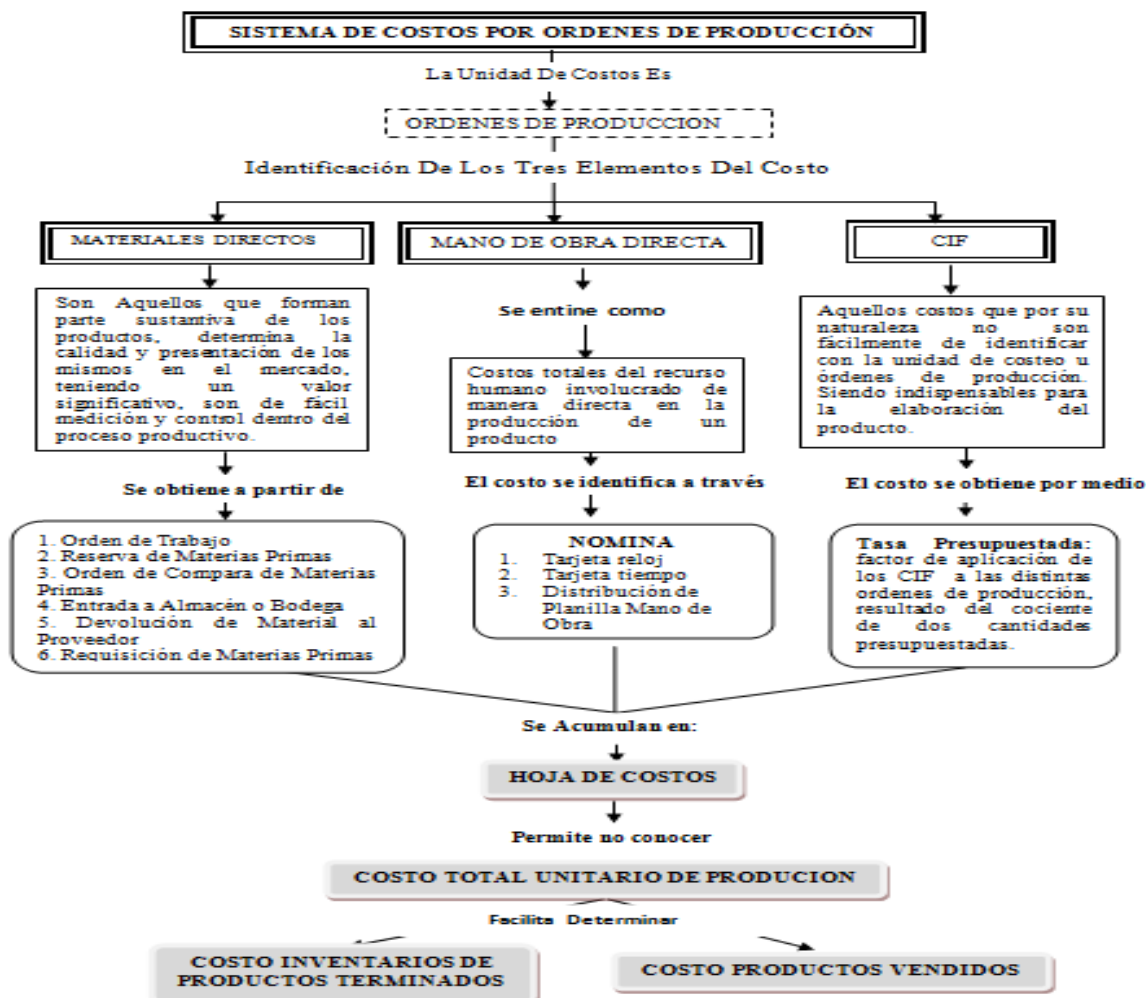 SISTEMA DE COSTOS POR ORDENES DE PRODUCCIÓN
La Unidad De Costos Es
ORDENES DE PRODUCCION
Identificación De Los Tres Elementos Del Costo
MATERIALES DIRECTOS
Son Aquellos que forman
parte sustantiva de los
productos, determina la
calidad y presentación de los
mismos en el mercado,
teniendo un valor
significativo, son de fácil
medición y control dentro del
proceso productivo.
Se obtiene a partir de
1. Orden de Trabajo
2. Reserva de Materias Primas
3. Orden de Compara de Materias
Primas
4. Entrada a Almacén o Bodega
5. Devolución de Material al
Proveedor
6. Requisición de Materias Primas
MANO DE OBRA DIRECTA
Se entine como
Costos totales del recurso
humano involucrado de
manera directa en la
producción de un
producto
El costo se identifica a través
NOMINA
1. Tarjeta reloj
2. Tarjeta tiempo
3. Distribución de
Planilla Mano de
Obra
CIF
Aquellos costos que por su
naturaleza no son
fácilmente de identificar
con la unidad de costeo u
órdenes de producción.
Siendo indispensables para
la elaboración del
producto.
El costo se obtiene por medio
Tasa Presupuestada:
factor de aplicación de
los CIF a las distintas
ordenes de producción,
resultado del cociente
de dos cantidades
presupuestadas.
Se Acumulan en:
HOJA DE COSTOS
Permite no conocer
COSTO TOTAL UNITARIO DE PRODUCION
Facilita Determinar
COSTO INVENTARIOS DE
PRODUCTOS TERMINADOS
COSTO PRODUCTOS VENDIDOS